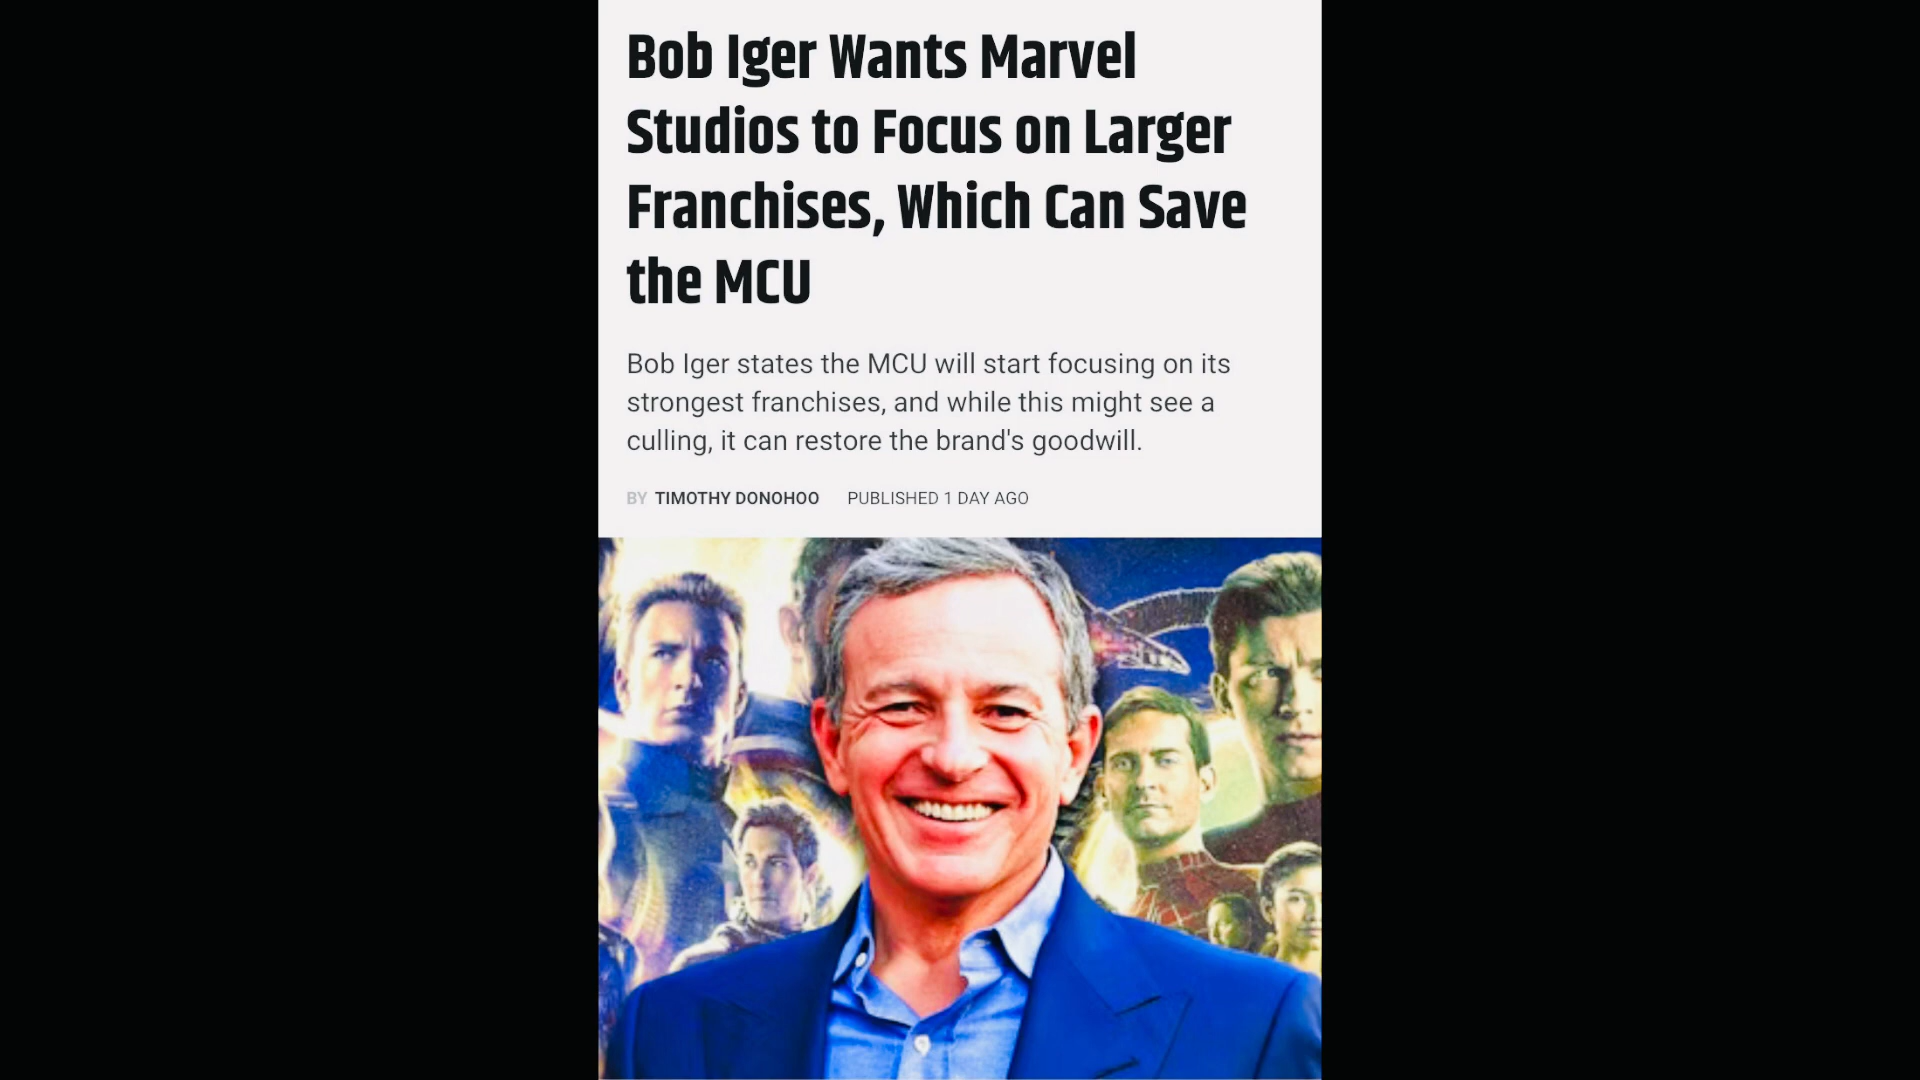 Bob Iger Wants Marvel
Studios to Focus on Larger
Franchises, Which Can Save
the MCU
Bob Iger states the MCU will start focusing on its
strongest franchises, and while this might see a
culling, it can restore the brand's goodwill.
BY TIMOTHY DONOHOO PUBLISHED 1 DAY AGO